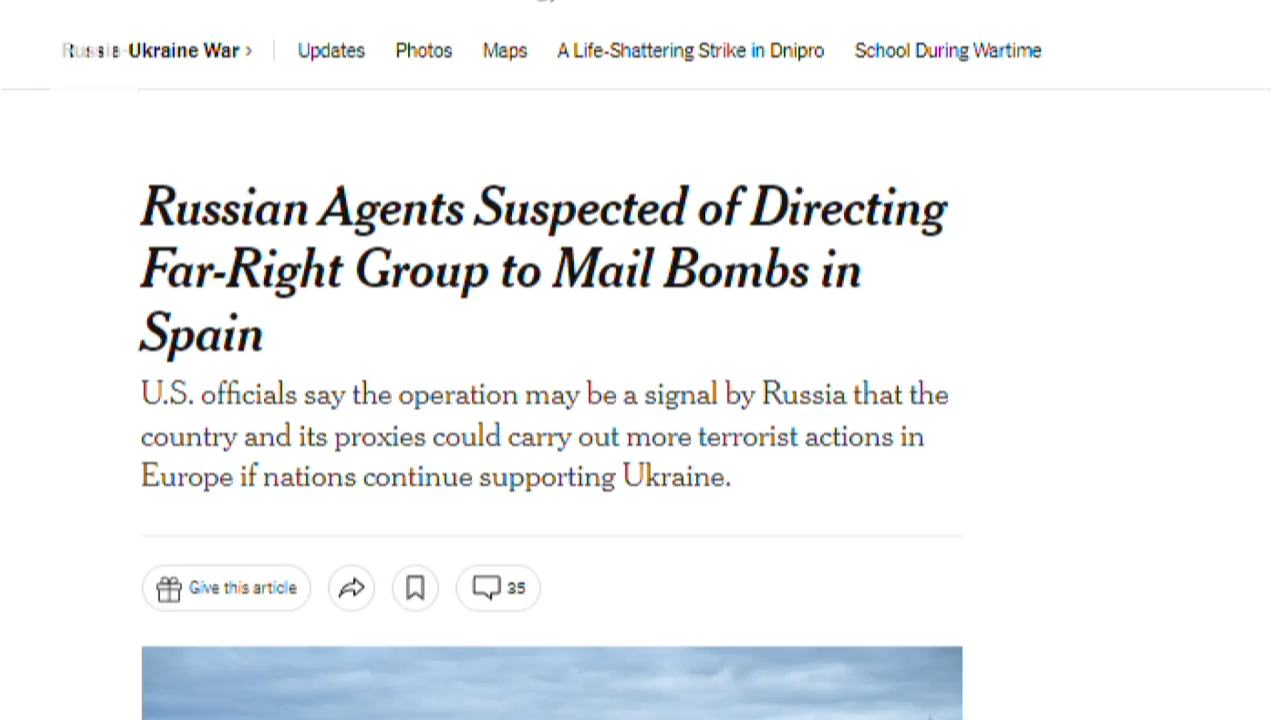 Russia-Ukraine War >
Updates
Photos
Maps
A Life-Shattering Strike in Dnipro
School During Wartime
Russian Agents Suspected of Directing
Far-Right Group to Mail Bombs in
Spain
U.S. officials say the operation may be a signal by Russia that the
country and its proxies could carry out more terrorist actions in
Europe if nations continue supporting Ukraine.
Give this article
35